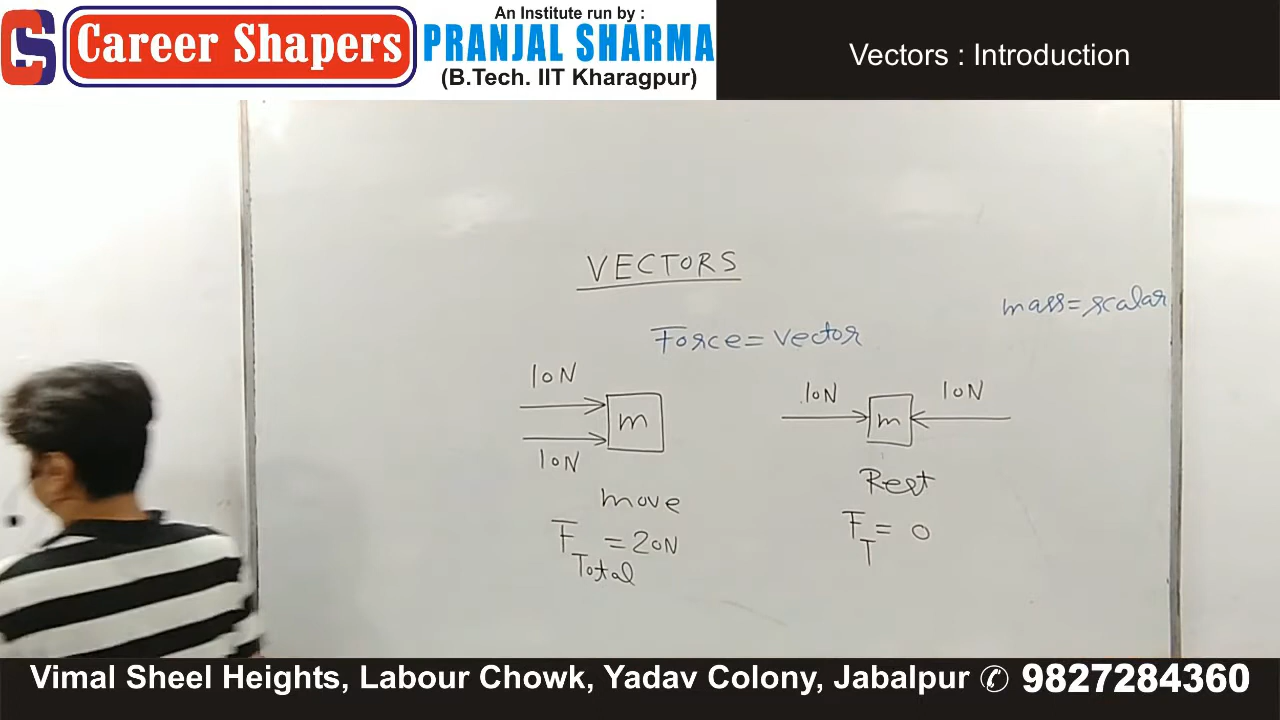 CS Career Shapers
An Institute run by :
PRANJAL SHARMA
(B.Tech. IIT Kharagpur)
Vectors : Introduction
VECTORS
mass = scalar
Force = vector
10N
10N
m
move
F Total = 20N
10N
10N
m
Rest
F T = 0
Vimal Sheel Heights, Labour Chowk, Yadav Colony, Jabalpur ✆ 9827284360